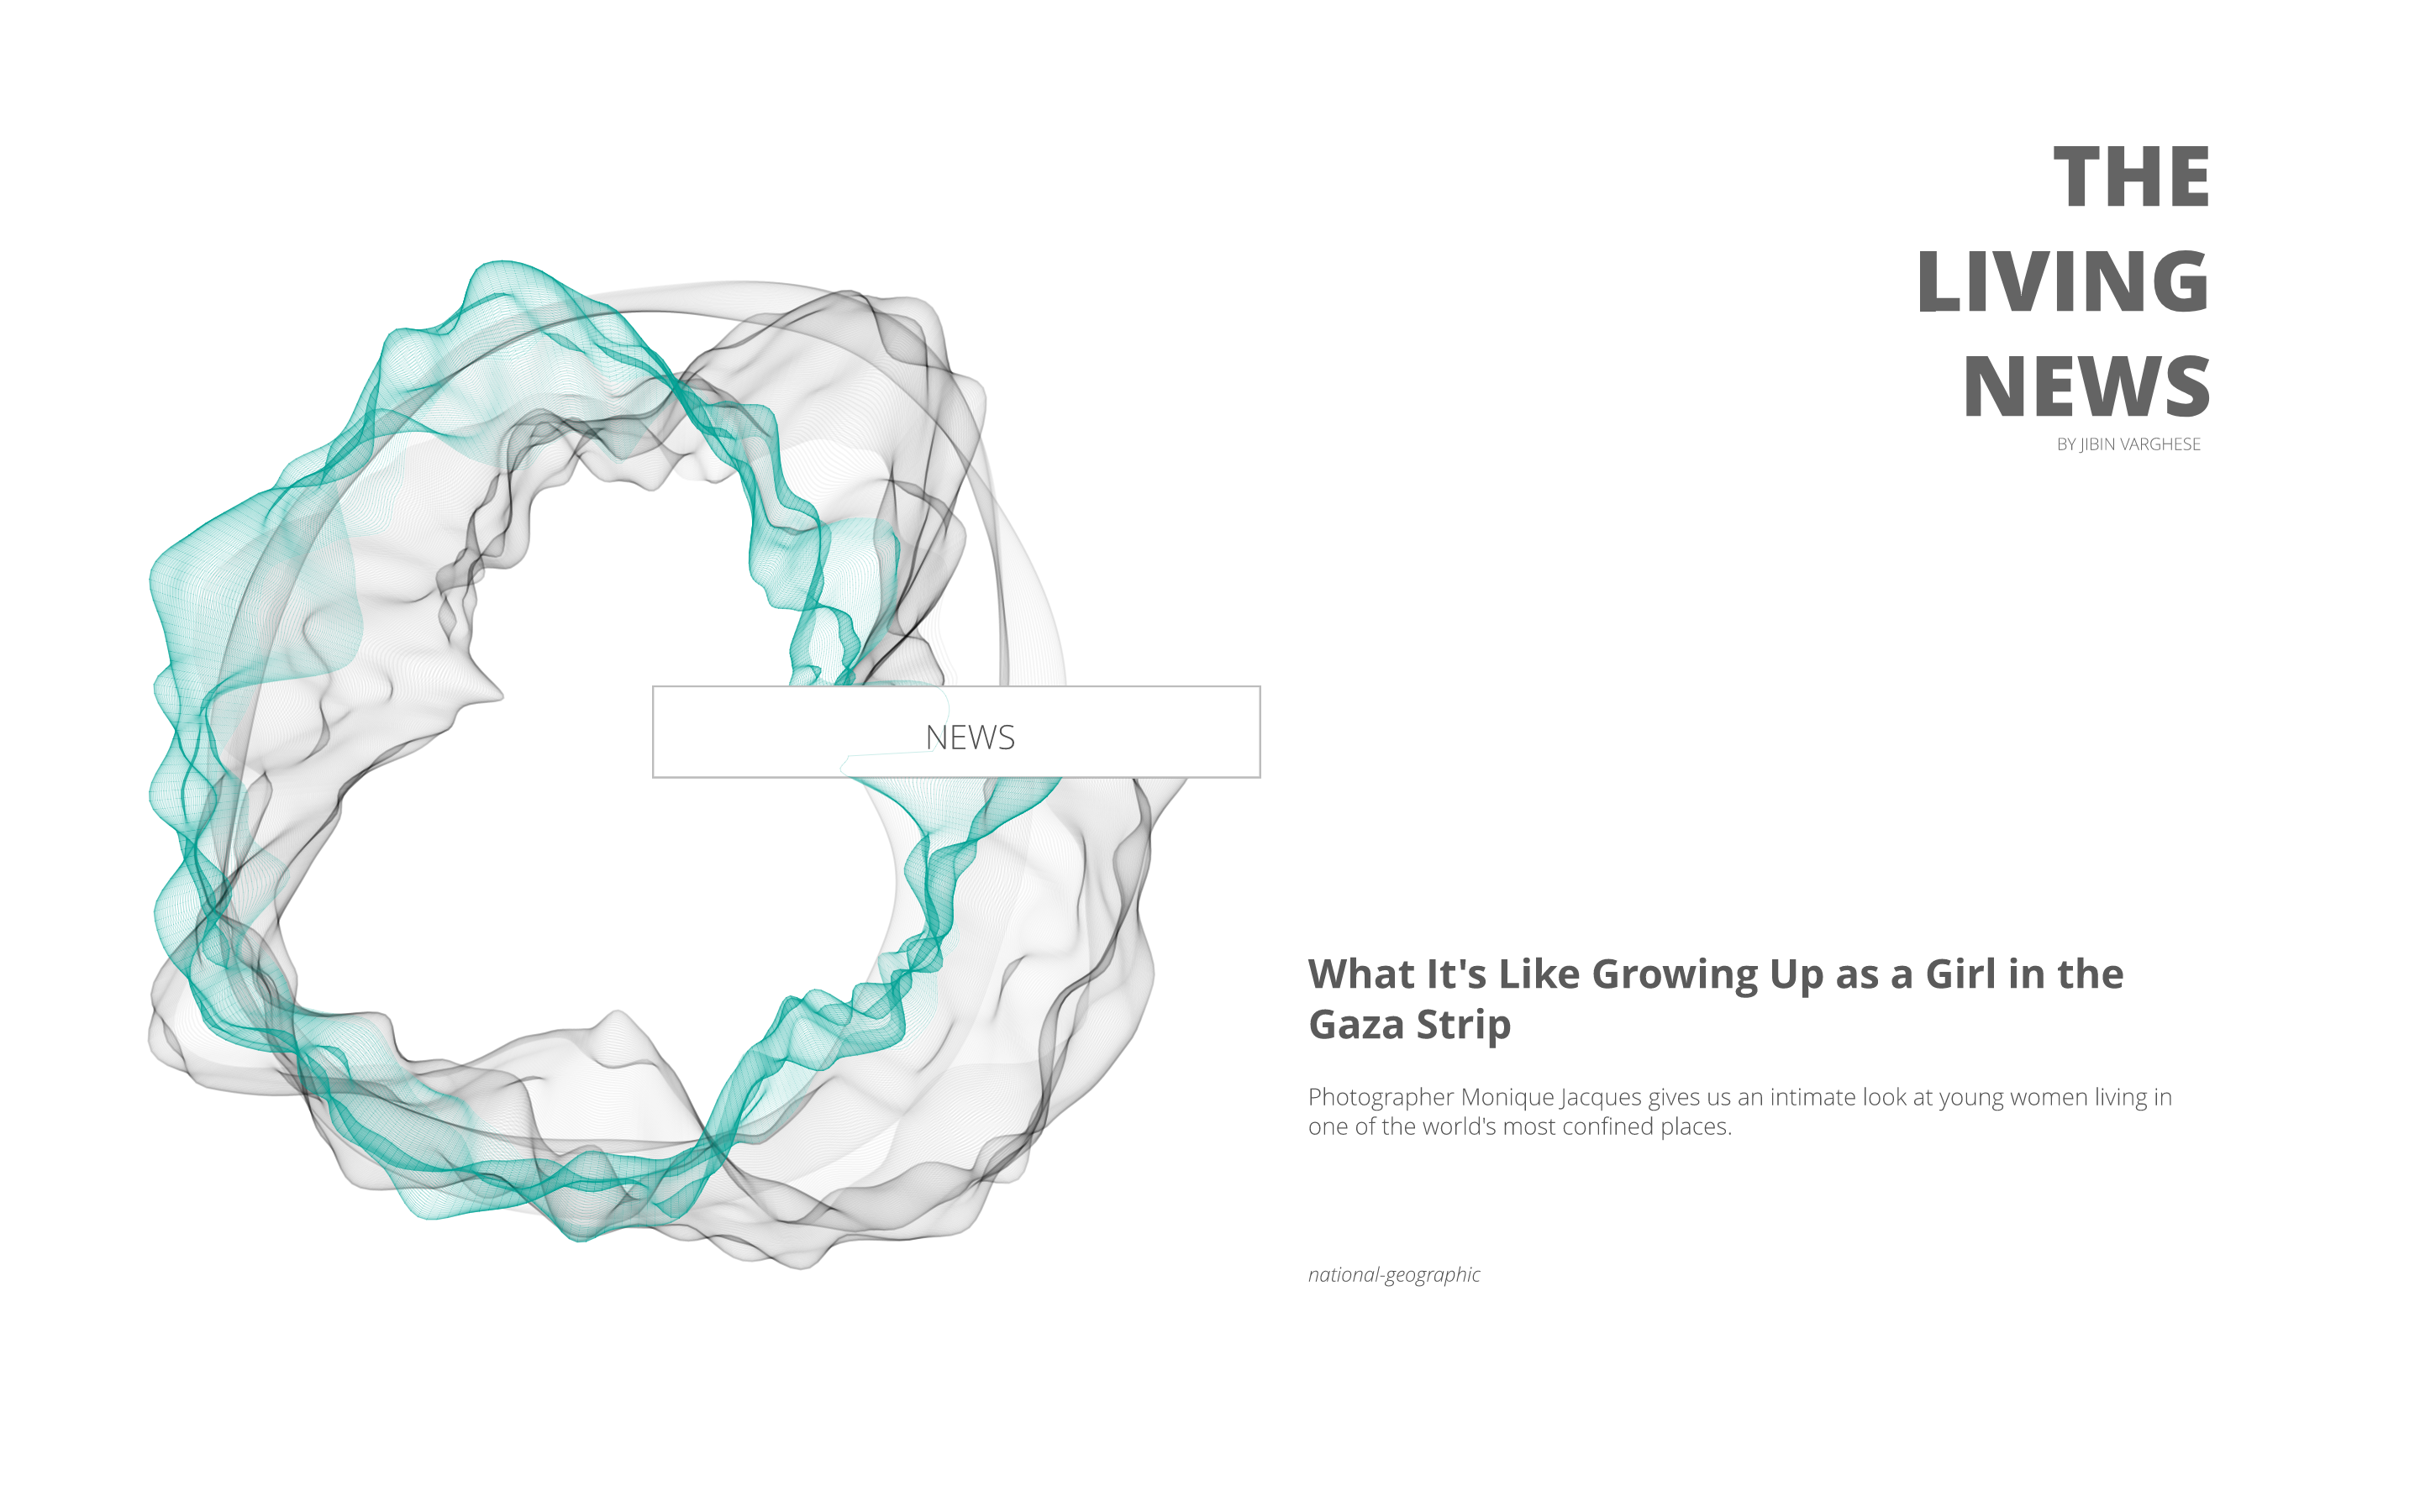 THE
LIVING
NEWS
BY JIBIN VARGHESE
NEWS
What It's Like Growing Up as a Girl in the
Gaza Strip
Photographer Monique Jacques gives us an intimate look at young women living in
one of the world's most confined places.
national-geographic